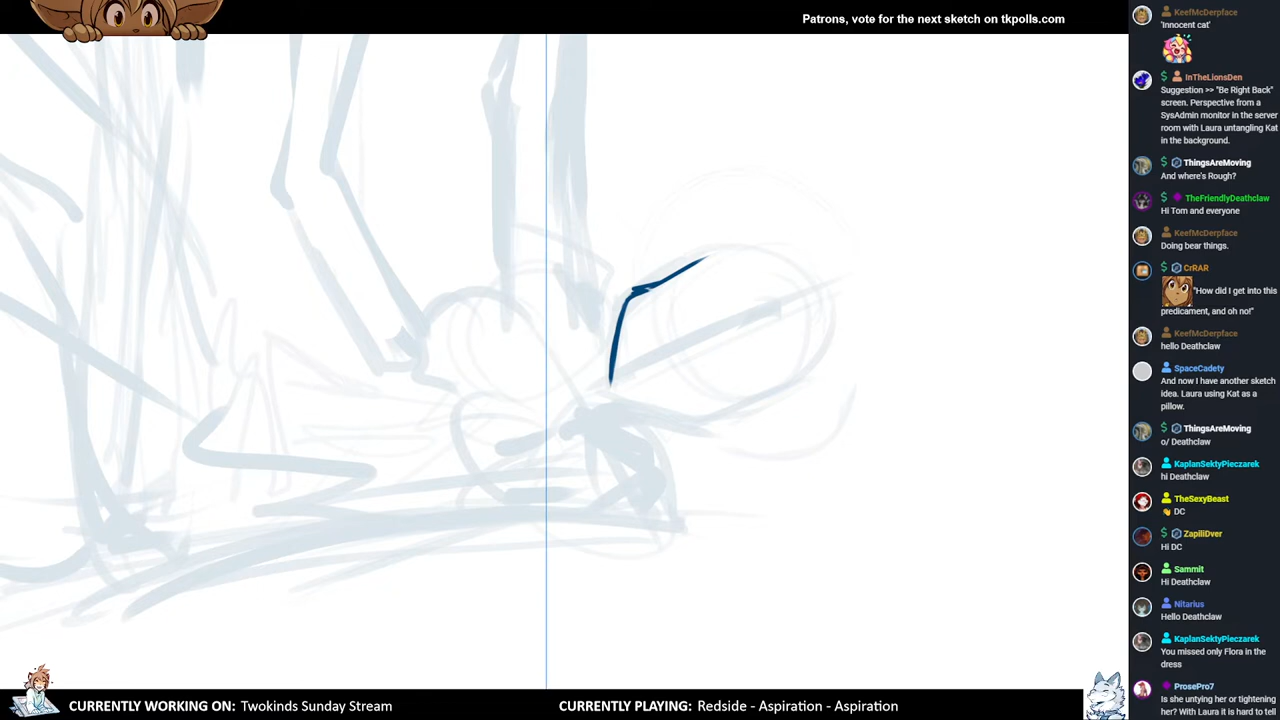 Patrons, vote for the next sketch on tkpolls.com
KeefMcDerpface
'Innocent cat'
InTheLionsDen
Suggestion >> "Be Right Back"
screen. Perspective from a
SysAdmin monitor in the server
room with Laura untangling Kat
in the background.
ThingsAreMoving
And where's Rough?
TheFriendlyDeathclaw
Hi Tom and everyone
KeefMcDerpface
Doing bear things.
CrRAR
"How did I get into this
predicament, and oh no!"
KeefMcDerpface
hello Deathclaw
SpaceCadety
And now I have another sketch
idea. Laura using Kat as a
pillow.
ThingsAreMoving
o/ Deathclaw
KaplanSektyPieczarek
hi Deathclaw
TheSexyBeast
DC
ZapiliDver
Hi DC
Sammit
Hi Deathclaw
Nitarius
Hello Deathclaw
KaplanSektyPieczarek
You missed only Flora in the
dress
ProsePro7
Is she untying her or tightening
her? With Laura it is hard to tell
CURRENTLY WORKING ON: Twokinds Sunday Stream
CURRENTLY PLAYING: Redside - Aspiration - Aspiration